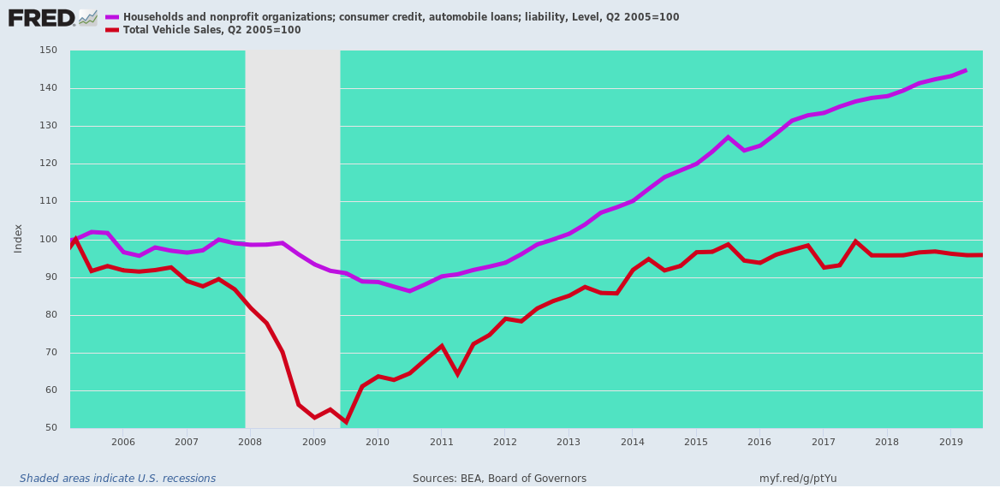 FRED
Households and nonprofit organizations; consumer credit, automobile loans; liability, Level, Q2 2005=100
Total Vehicle Sales, Q2 2005=100
150
140
130
120
110
100
90
80
70
60
50
Index
2006 2007 2008 2009 2010 2011 2012 2013 2014 2015 2016 2017 2018 2019
Shaded areas indicate U.S. recessions Sources: BEA, Board of Governors myf.red/g/ptYu